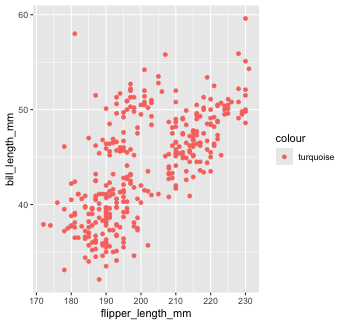 60
50
40
bill_length_mm
170 180 190 200 210 220 230
flipper_length_mm
colour
turquoise